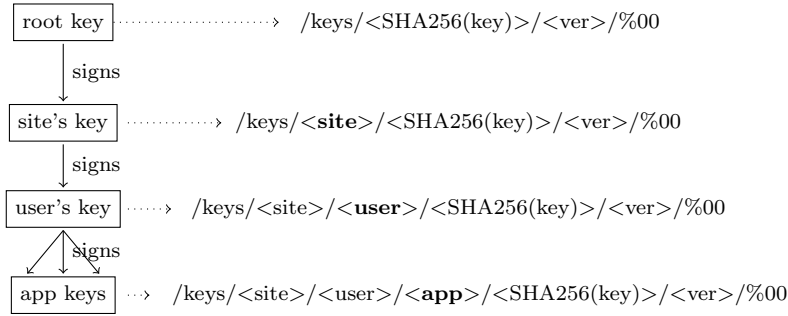 root key /keys/<SHA256(key)>/<ver>/%00
signs
site's key /keys/<site>/<SHA256(key)>/<ver>/%00
signs
user's key /keys/<site>/<user>/<SHA256(key)>/<ver>/%00
signs
app keys /keys/<site>/<user>/<app>/<SHA256(key)>/<ver>/%00